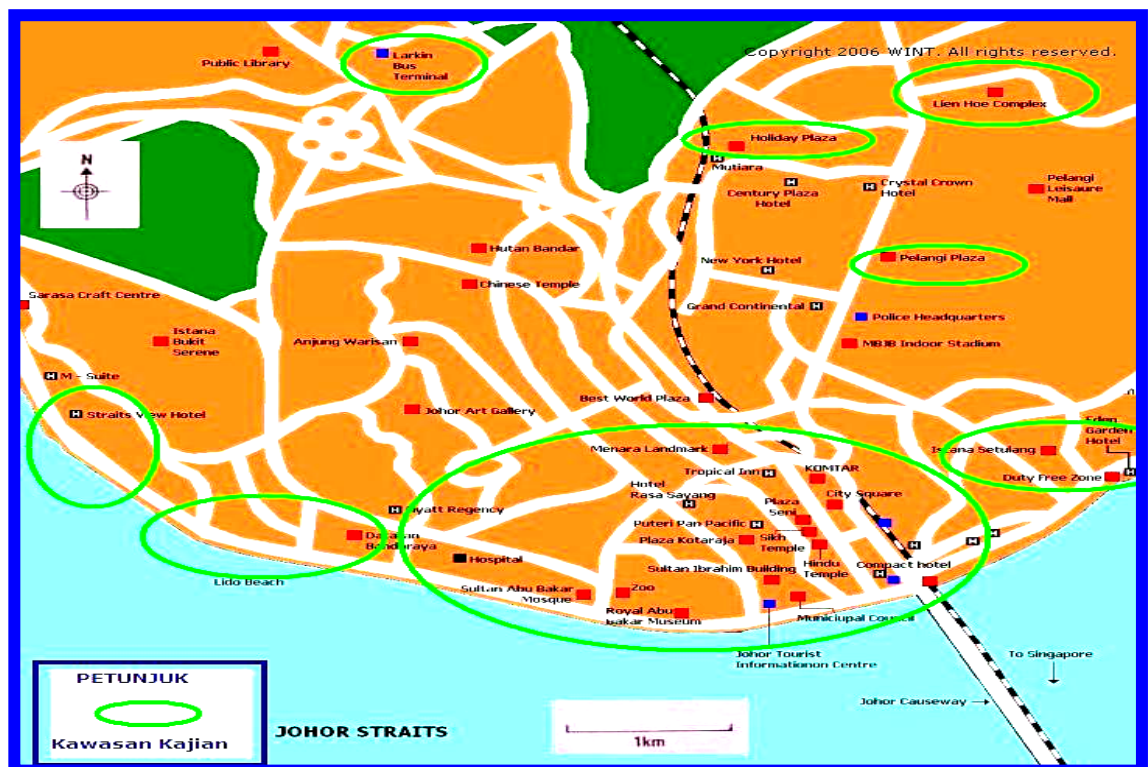 Copyright 2006 WINT. All rights reserved.
Public Library
Larkin
Bus
Terminal
Lien Hoe Complex
Holiday Plaza
Mutiara
N
Century Plaza
Hotel
Crystal Crown
Hotel
Pelangi
Leisaure
Mall
Hutan Bandar
New York Hotel
Pelangi Plaza
Chinese Temple
Sarasa Craft Centre
Grand Continental
Police Headquarters
Istana
Bukit
Serene
Anjung Warisan
MBJB Indoor Stadium
M - Suite
Best World Plaza
Straits View Hotel
Johor Art Gallery
Eden
Garden
Hotel
Menara Landmark
Istana Setulang
Tropical Inn
KOMTAR
Duty Free Zone
Hotel
Rasa Sayang
City Square
Plaza
Seni
Hyatt Regency
Puteri Pan Pacific
Dataran
Bandaraya
Plaza Kotaraja
Sikh
Temple
Hospital
Hindu
Temple
Compact hotel
Lido Beach
Sultan Ibrahim Building
Sultan Abu Bakar
Mosque
Zoo
Royal Abu
Bakar Museum
Municiupal Council
Johor Tourist
Informationon Centre
To Singapore
Johor Causeway
PETUNJUK
Kawasan Kajian
JOHOR STRAITS
1km